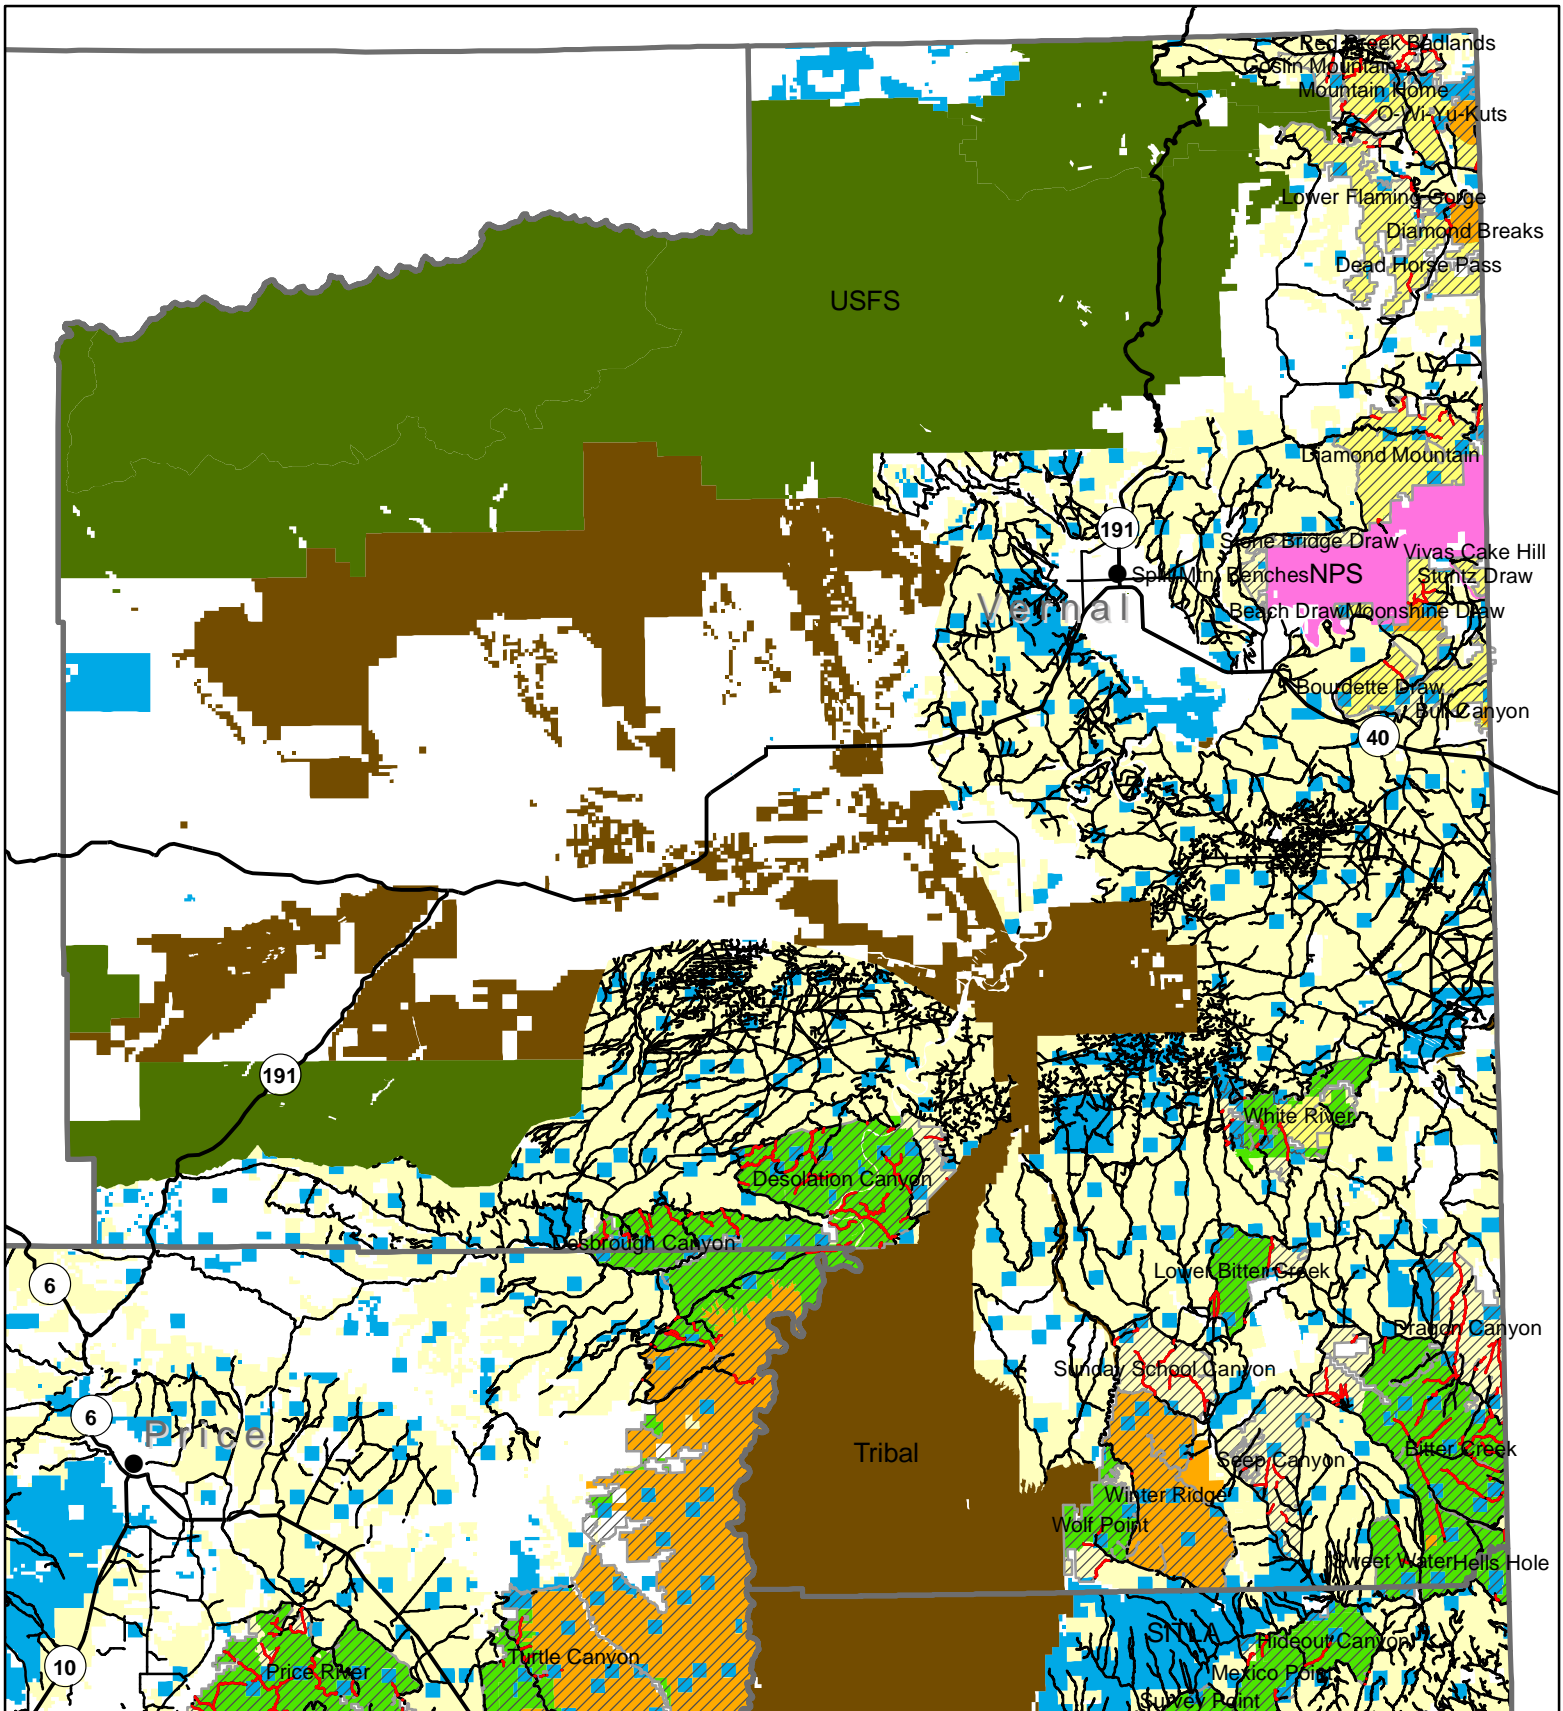 Red Creek Badlands
Goslin Mountain
Mountain Home
O-Wi-Yu-Kuts
Lower Flaming Gorge
Diamond Breaks
Dead Horse Pass
USFS
Diamond Mountain
191
Stone Bridge Draw
Vivas Cake Hill
Split Mtn. Benches
NPS
Stuntz Draw
Vernal
Beach Draw
Moonshine Draw
Bourdette Draw
Bull Canyon
40
191
White River
Desolation Canyon
Desbrough Canyon
Lower Bitter Creek
6
Dragon Canyon
Sunday School Canyon
6
Price
Tribal
Seep Canyon
Bitter Creek
Winter Ridge
Wolf Point
Sweet Water
Hells Hole
SITLA
Hideout Canyon
Turtle Canyon
10
Price River
Mexico Point
Survey Point